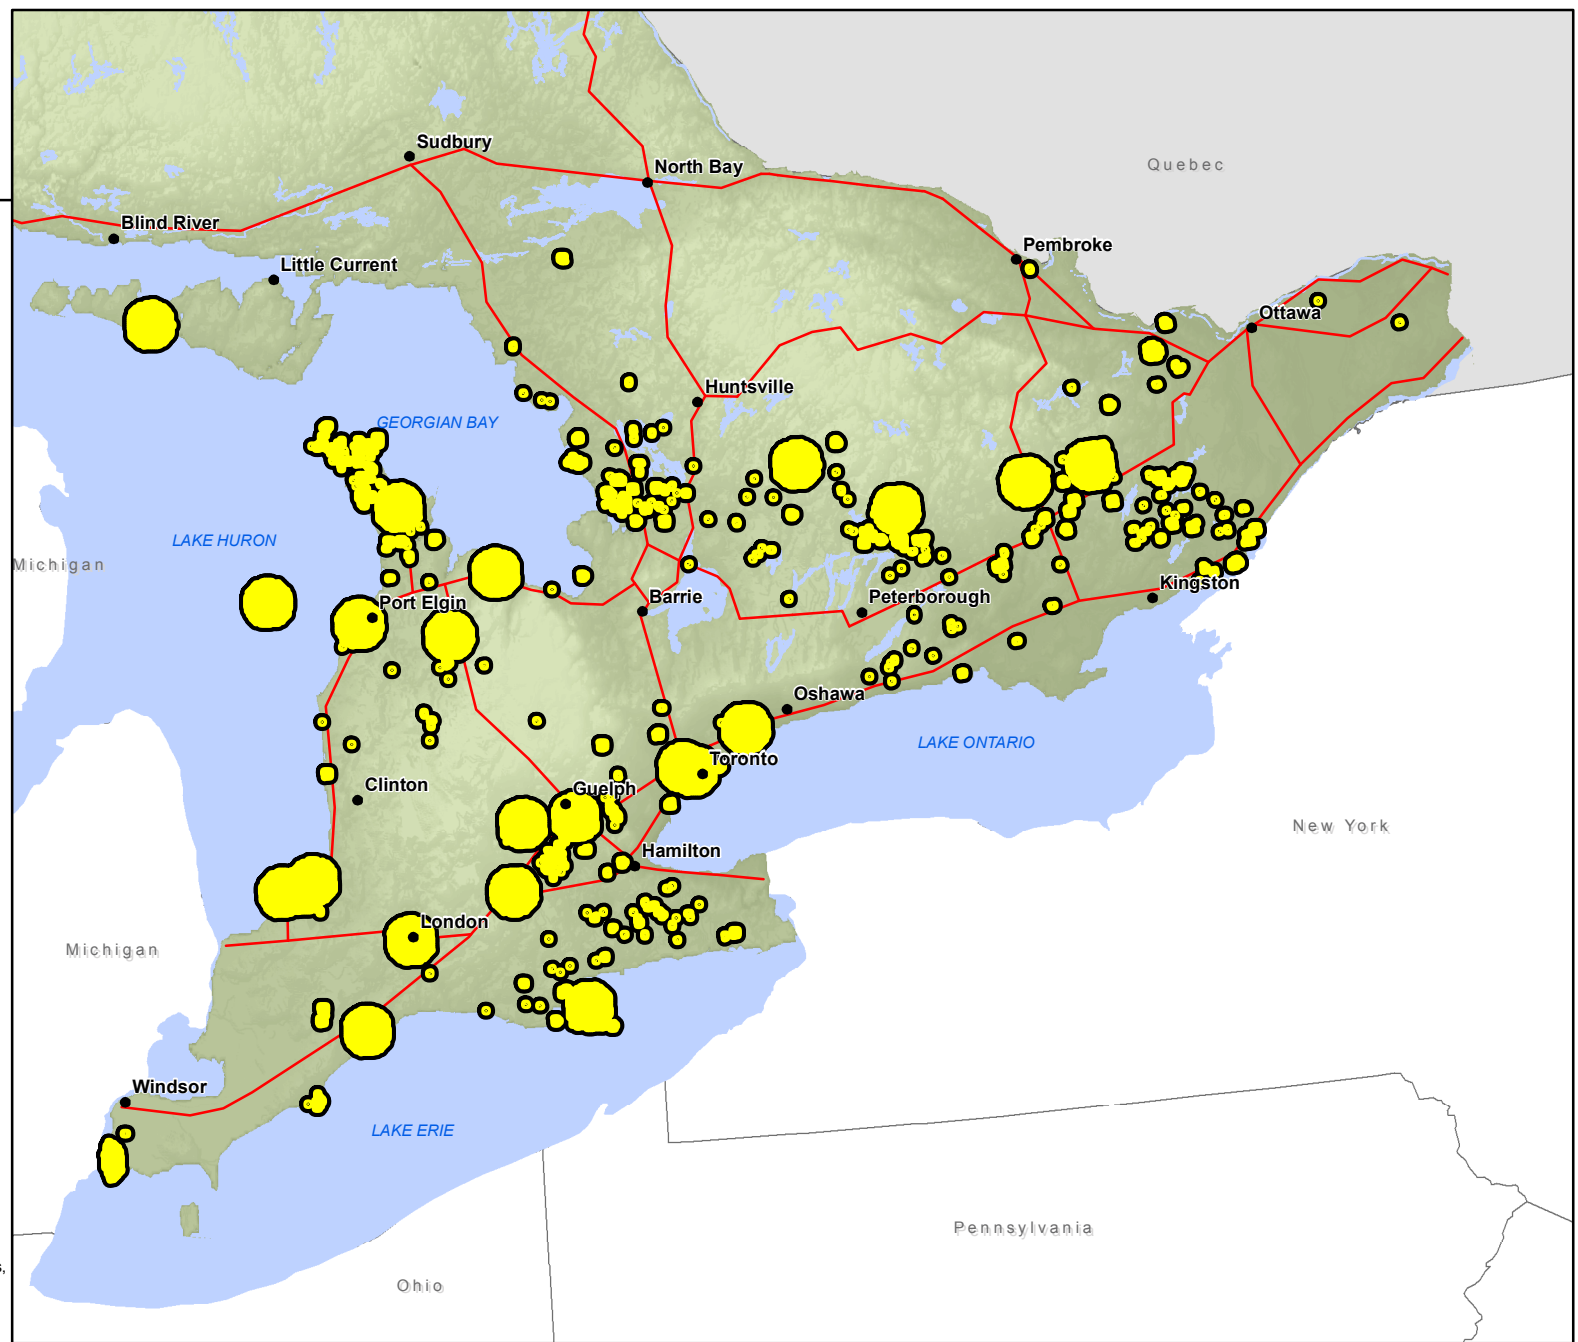 Sudbury
North Bay
Quebec
Blind River
Pembroke
Little Current
Ottawa
Huntsville
GEORGIAN BAY
LAKE HURON
Michigan
Kingston
Port Elgin
Barrie
Peterborough
Oshawa
LAKE ONTARIO
Toronto
Clinton
Guelph
New York
Hamilton
London
Michigan
Windsor
LAKE ERIE
Pennsylvania
Ohio